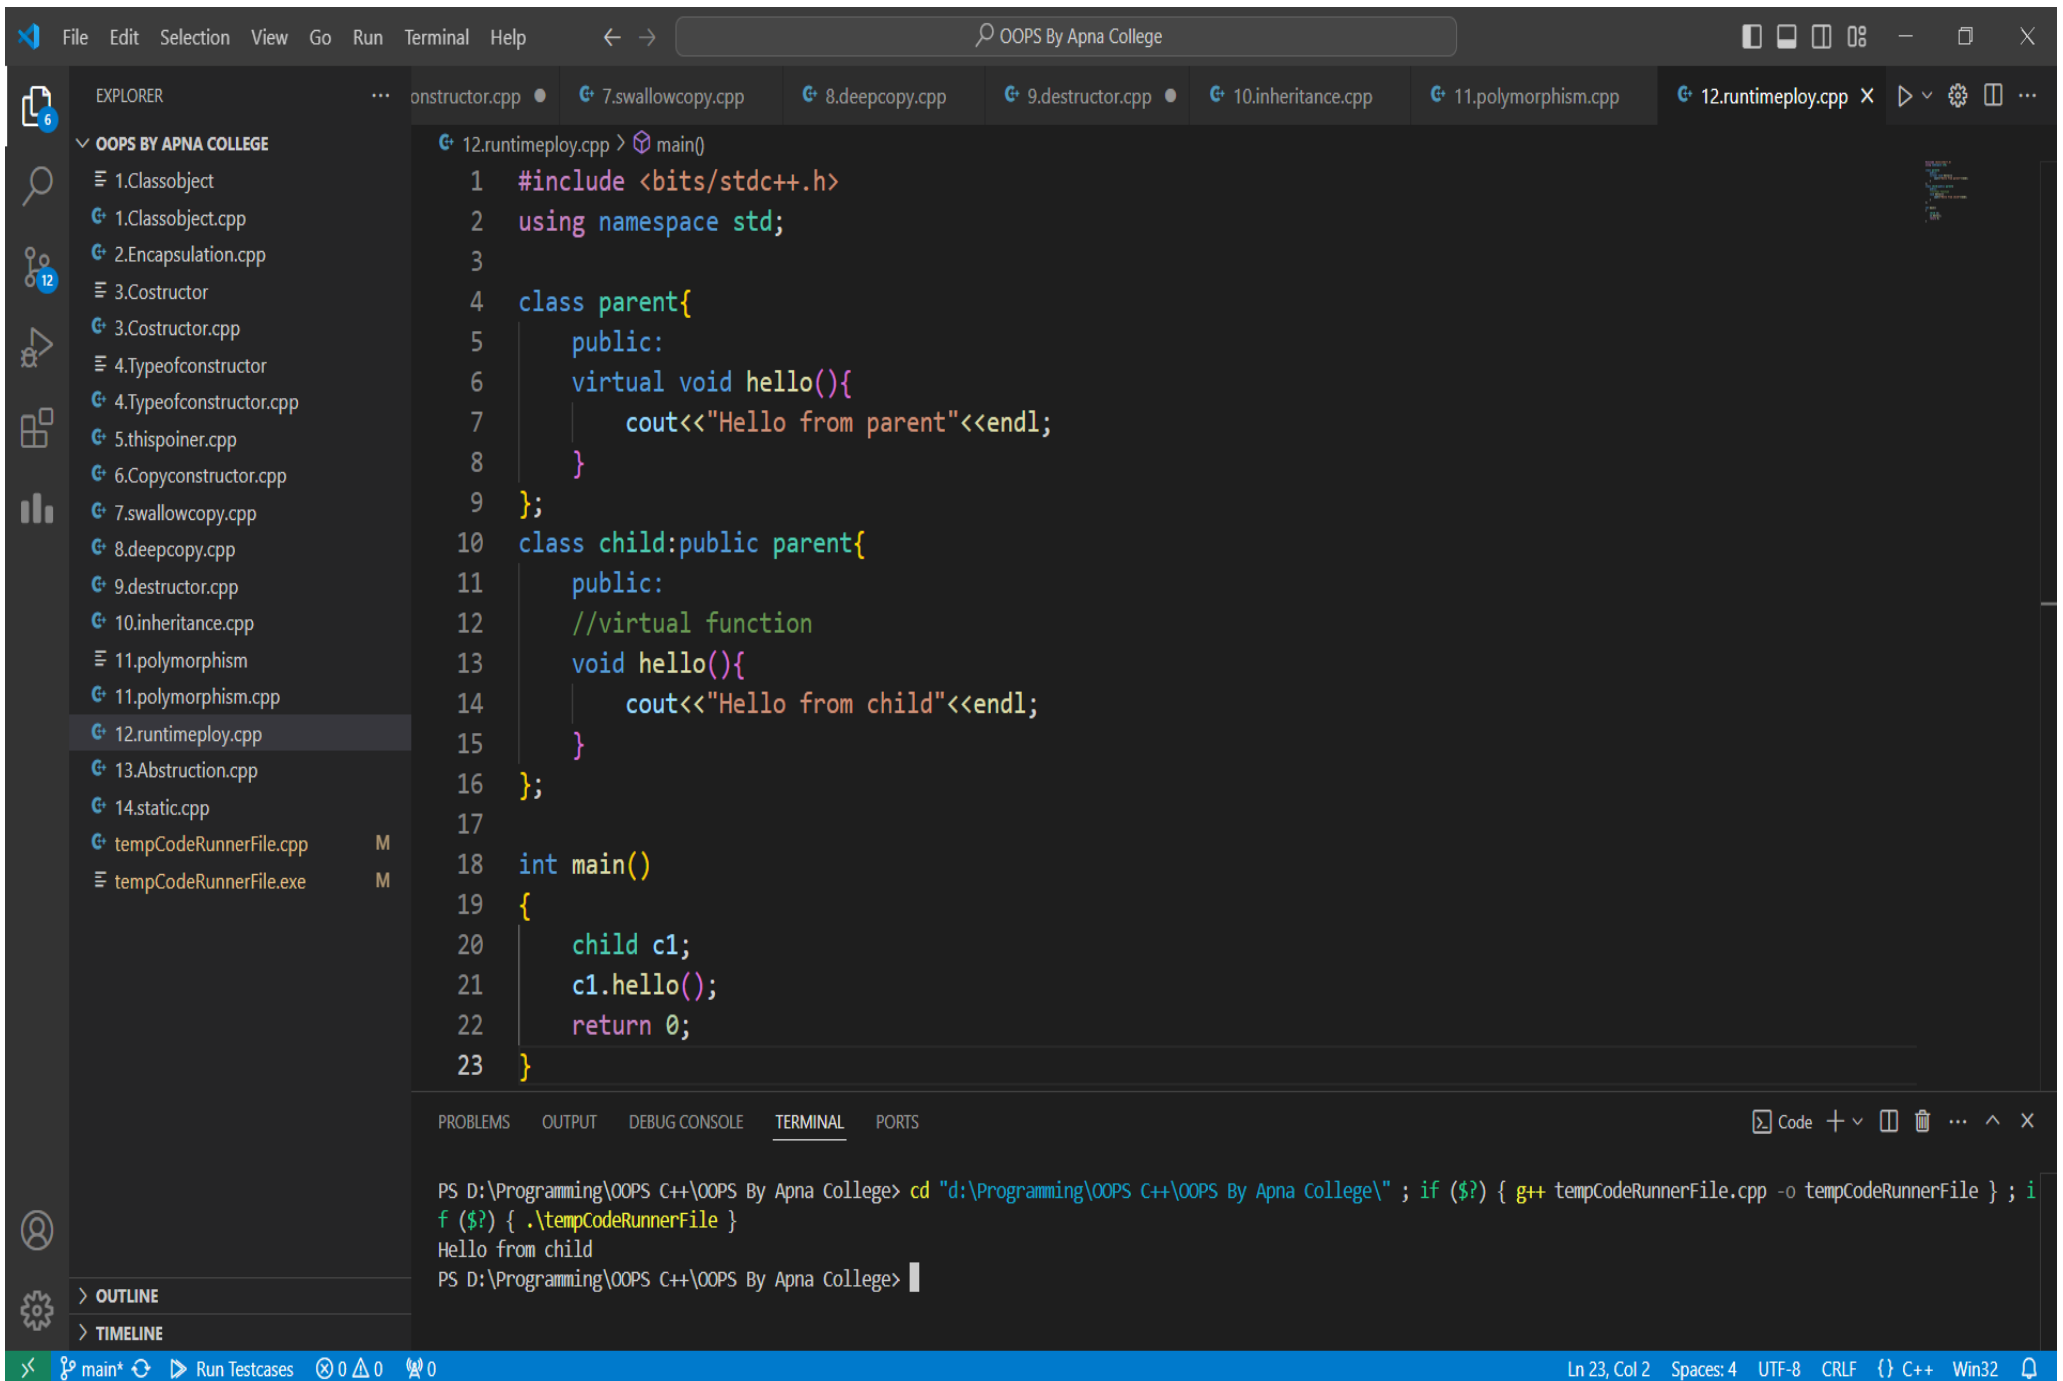 File Edit Selection View Go Run Terminal Help
OOPS By Apna College
EXPLORER
onstructor.cpp 7.swallowcopy.cpp 8.deepcopy.cpp 9.destructor.cpp 10.inheritance.cpp 11.polymorphism.cpp 12.runtimeploy.cpp
OOPS BY APNA COLLEGE
1.Classobject
1.Classobject.cpp
2.Encapsulation.cpp
3.Costructor
3.Costructor.cpp
4.Typeofconstructor
4.Typeofconstructor.cpp
5.thispoiner.cpp
6.Copyconstructor.cpp
7.swallowcopy.cpp
8.deepcopy.cpp
9.destructor.cpp
10.inheritance.cpp
11.polymorphism
11.polymorphism.cpp
12.runtimeploy.cpp
13.Abstruction.cpp
14.static.cpp
tempCodeRunnerFile.cpp M
tempCodeRunnerFile.exe M
OUTLINE
TIMELINE
6
12
12.runtimeploy.cpp > main()
1 #include <bits/stdc++.h>
2 using namespace std;
3
4 class parent{
5 public:
6 virtual void hello(){
7 cout<<"Hello from parent"<<endl;
8 }
9 };
10 class child:public parent{
11 public:
12 //virtual function
13 void hello(){
14 cout<<"Hello from child"<<endl;
15 }
16 };
17
18 int main()
19 {
20 child c1;
21 c1.hello();
22 return 0;
23 }
PROBLEMS OUTPUT DEBUG CONSOLE TERMINAL PORTS
Code
PS D:\Programming\OOPS C++\OOPS By Apna College> cd "d:\Programming\OOPS C++\OOPS By Apna College\" ; if ($?) { g++ tempCodeRunnerFile.cpp -o tempCodeRunnerFile } ; i
f ($?) { .\tempCodeRunnerFile }
Hello from child
PS D:\Programming\OOPS C++\OOPS By Apna College>
main* Run Testcases 0 0 0
Ln 23, Col 2 Spaces: 4 UTF-8 CRLF {} C++ Win32